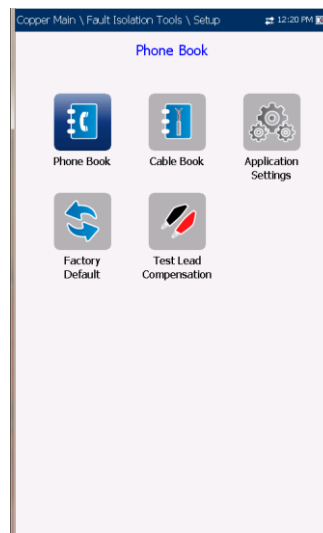 Copper Main \ Fault Isolation Tools \ Setup 12:20 PM
Phone Book
Phone Book Cable Book Application
Settings
Factory Test Lead
Default Compensation